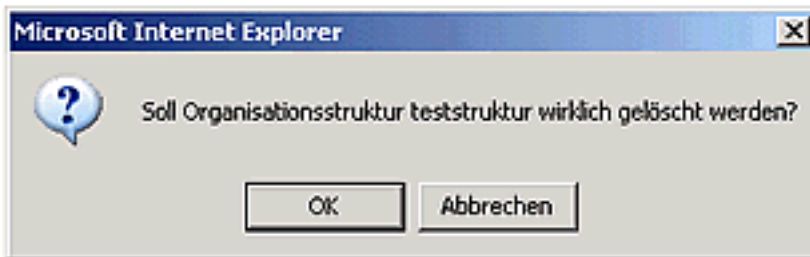 Microsoft Internet Explorer
Soll Organisationsstruktur teststruktur wirklich gelöscht werden?
OK Abbrechen